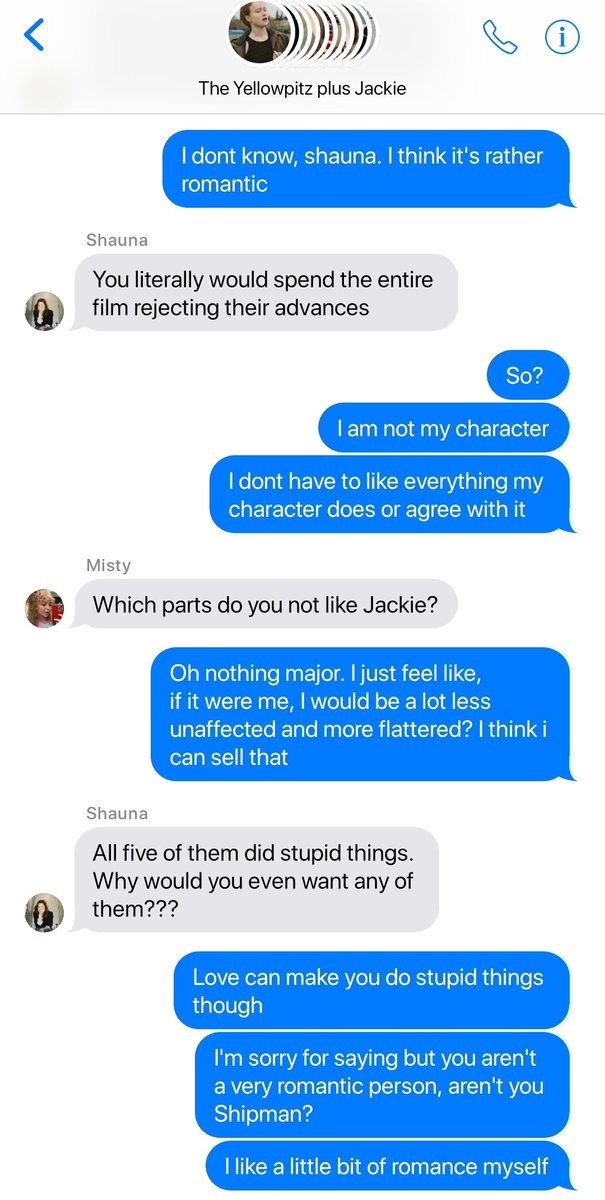 The Yellowpitz plus Jackie
I dont know, shauna. I think it's rather
romantic
Shauna
You literally would spend the entire
film rejecting their advances
So?
I am not my character
I dont have to like everything my
character does or agree with it
Misty
Which parts do you not like Jackie?
Oh nothing major. I just feel like,
if it were me, I would be a lot less
unaffected and more flattered? I think i
can sell that
Shauna
All five of them did stupid things.
Why would you even want any of
them???
Love can make you do stupid things
though
I'm sorry for saying but you aren't
a very romantic person, aren't you
Shipman?
I like a little bit of romance myself